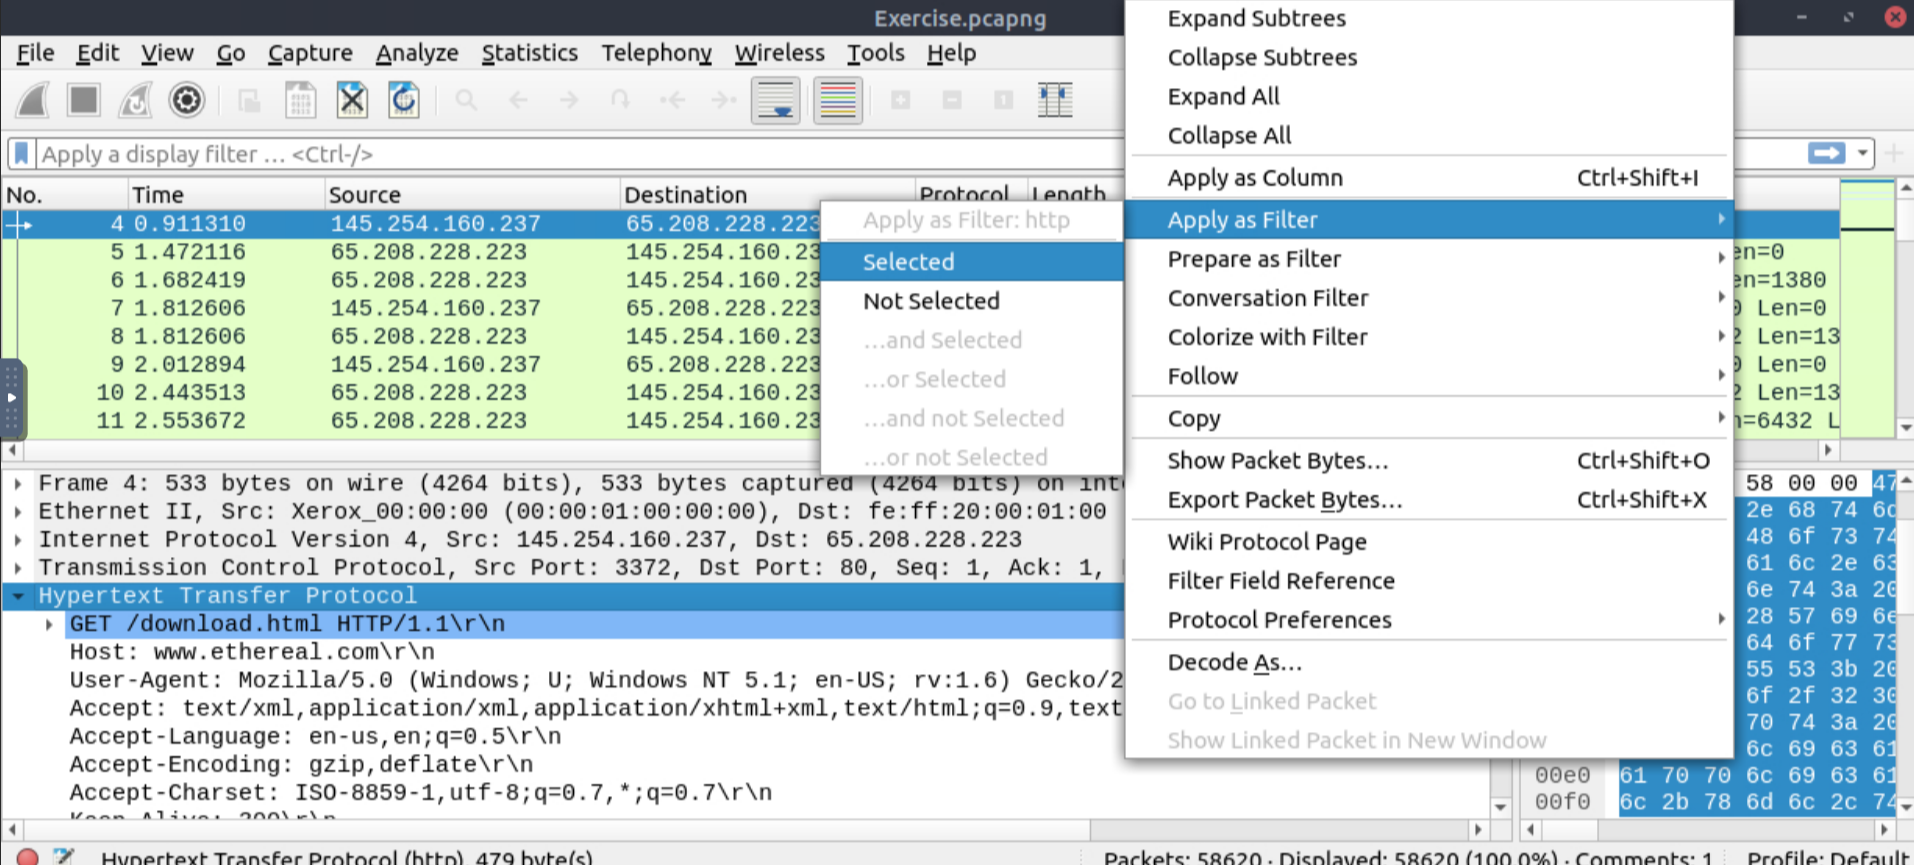 Exercise.pcapng
File Edit View Go Capture Analyze Statistics Telephony Wireless Tools Help
Apply a display filter … <Ctrl-/>
No. Time Source Destination Protocol Length
4 0.911310 145.254.160.237 65.208.228.223
5 1.472116 65.208.228.223 145.254.160.23 en=0
6 1.682419 65.208.228.223 145.254.160.23 en=1380
7 1.812606 145.254.160.237 65.208.228.223 0 Len=0
8 1.812606 65.208.228.223 145.254.160.23 2 Len=13
9 2.012894 145.254.160.237 65.208.228.223 0 Len=0
10 2.443513 65.208.228.223 145.254.160.23 2 Len=13
11 2.553672 65.208.228.223 145.254.160.23 n=6432 L
Apply as Filter: http
Selected
Not Selected
…and Selected
…or Selected
…and not Selected
…or not Selected
Expand Subtrees
Collapse Subtrees
Expand All
Collapse All
Apply as Column Ctrl+Shift+I
Apply as Filter
Prepare as Filter
Conversation Filter
Colorize with Filter
Follow
Copy
Show Packet Bytes… Ctrl+Shift+O
Export Packet Bytes… Ctrl+Shift+X
Wiki Protocol Page
Filter Field Reference
Protocol Preferences
Decode As…
Go to Linked Packet
Show Linked Packet in New Window
Frame 4: 533 bytes on wire (4264 bits), 533 bytes captured (4264 bits) on int
Ethernet II, Src: Xerox_00:00:00 (00:00:01:00:00:00), Dst: fe:ff:20:00:01:00
Internet Protocol Version 4, Src: 145.254.160.237, Dst: 65.208.228.223
Transmission Control Protocol, Src Port: 3372, Dst Port: 80, Seq: 1, Ack: 1,
Hypertext Transfer Protocol
GET /download.html HTTP/1.1\r\n
Host: www.ethereal.com\r\n
User-Agent: Mozilla/5.0 (Windows; U; Windows NT 5.1; en-US; rv:1.6) Gecko/2
Accept: text/xml,application/xml,application/xhtml+xml,text/html;q=0.9,text
Accept-Language: en-us,en;q=0.5\r\n
Accept-Encoding: gzip,deflate\r\n
Accept-Charset: ISO-8859-1,utf-8;q=0.7,*;q=0.7\r\n
Keep-Alive: 300\r\n
58 00 00 47
2e 68 74 6d
48 6f 73 74
61 6c 2e 63
6e 74 3a 20
28 57 69 6e
64 6f 77 73
55 53 3b 20
6f 2f 32 30
70 74 3a 20
6c 69 63 61
00e0 61 70 70 6c 69 63 61
00f0 6c 2b 78 6d 6c 2c 74
Hypertext Transfer Protocol (http), 479 byte(s)
Packets: 58620 · Displayed: 58620 (100.0%) · Comments: 1
Profile: Default